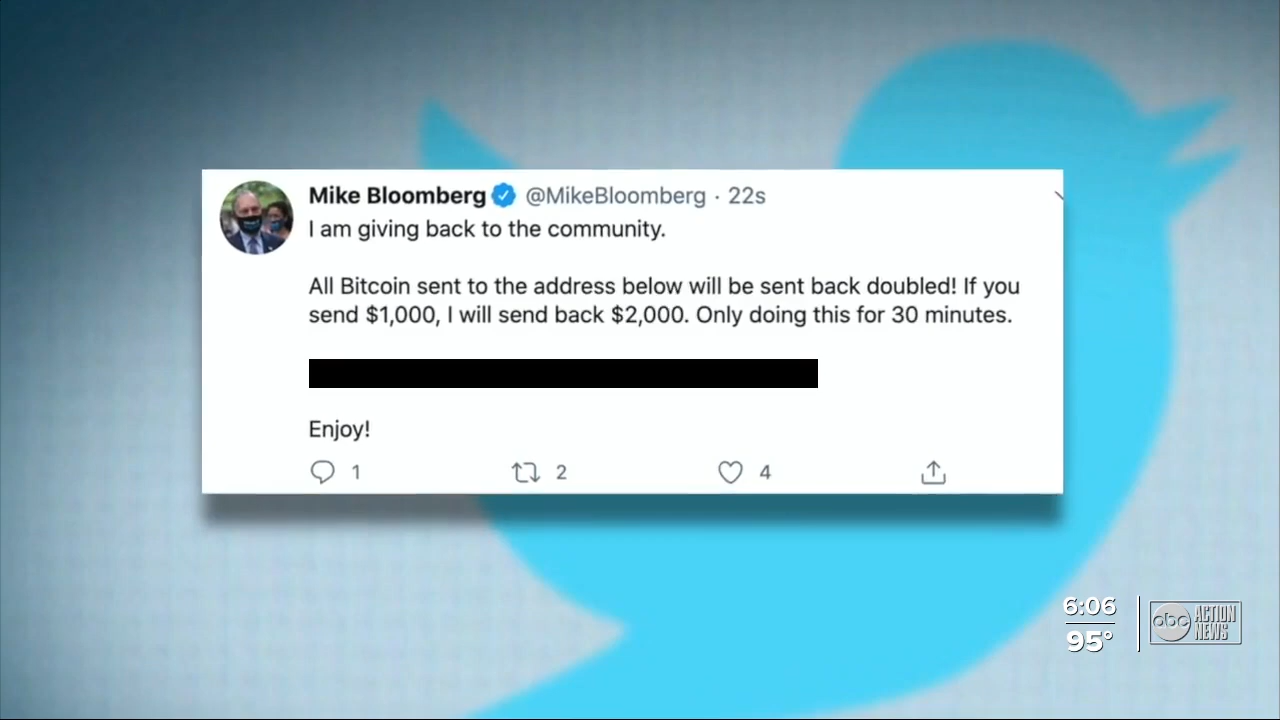 Mike Bloomberg @MikeBloomberg · 22s
I am giving back to the community.
All Bitcoin sent to the address below will be sent back doubled! If you
send $1,000, I will send back $2,000. Only doing this for 30 minutes.
Enjoy!
1 2 4
6:06
95°
abc ACTION
NEWS